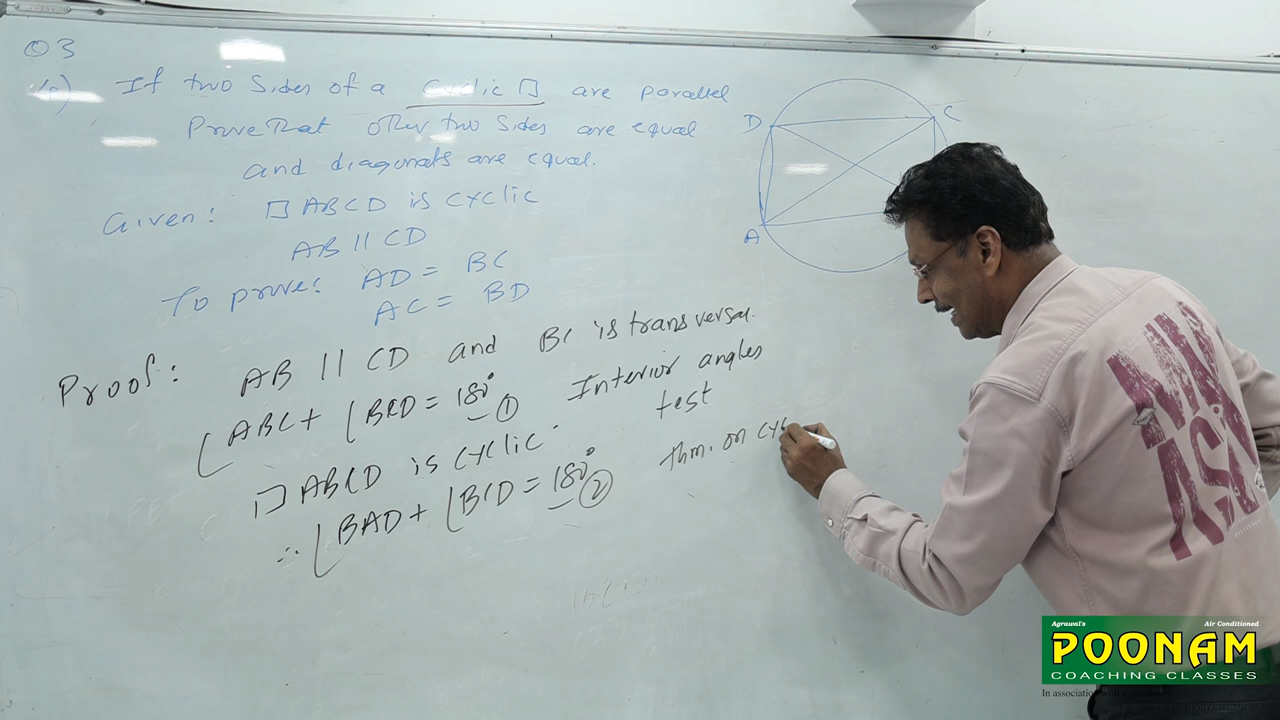 Q3
If two sides of a cyclic □ are parallel
Prove That other two sides are equal
and diagonals are equal.
Given: □ ABCD is cyclic
AB || CD
To prove: AD = BC
AC = BD
D
C
A
Proof: AB || CD and BC is transversal.
∠ABC + ∠BCD = 180° ① Interior angles
test
□ ABCD is cyclic.
∴ ∠BAD + ∠BCD = 180° ② thm. on cyc
Agrawal's Air Conditioned
POONAM
COACHING CLASSES
In association with